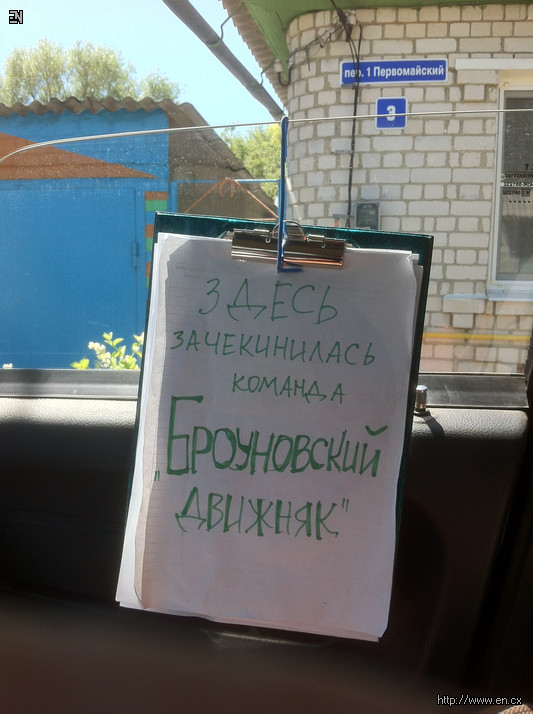 EN
пер. 1 Первомайский
3
ЗДЕСЬ
ЗАЧЕКИНИЛАСЬ
КОМАНДА
"БРОУНОВСКИЙ
ДВИЖНЯК"
http://www.en.cx